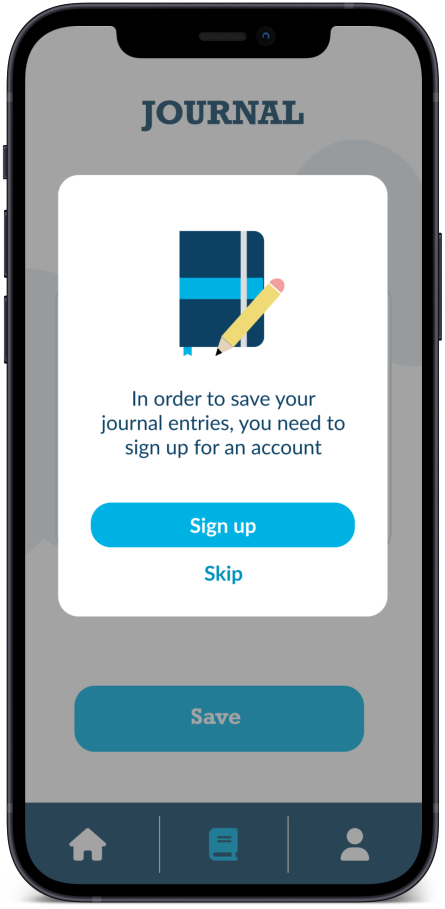 JOURNAL
In order to save your
journal entries, you need to
sign up for an account
Sign up
Skip
Save